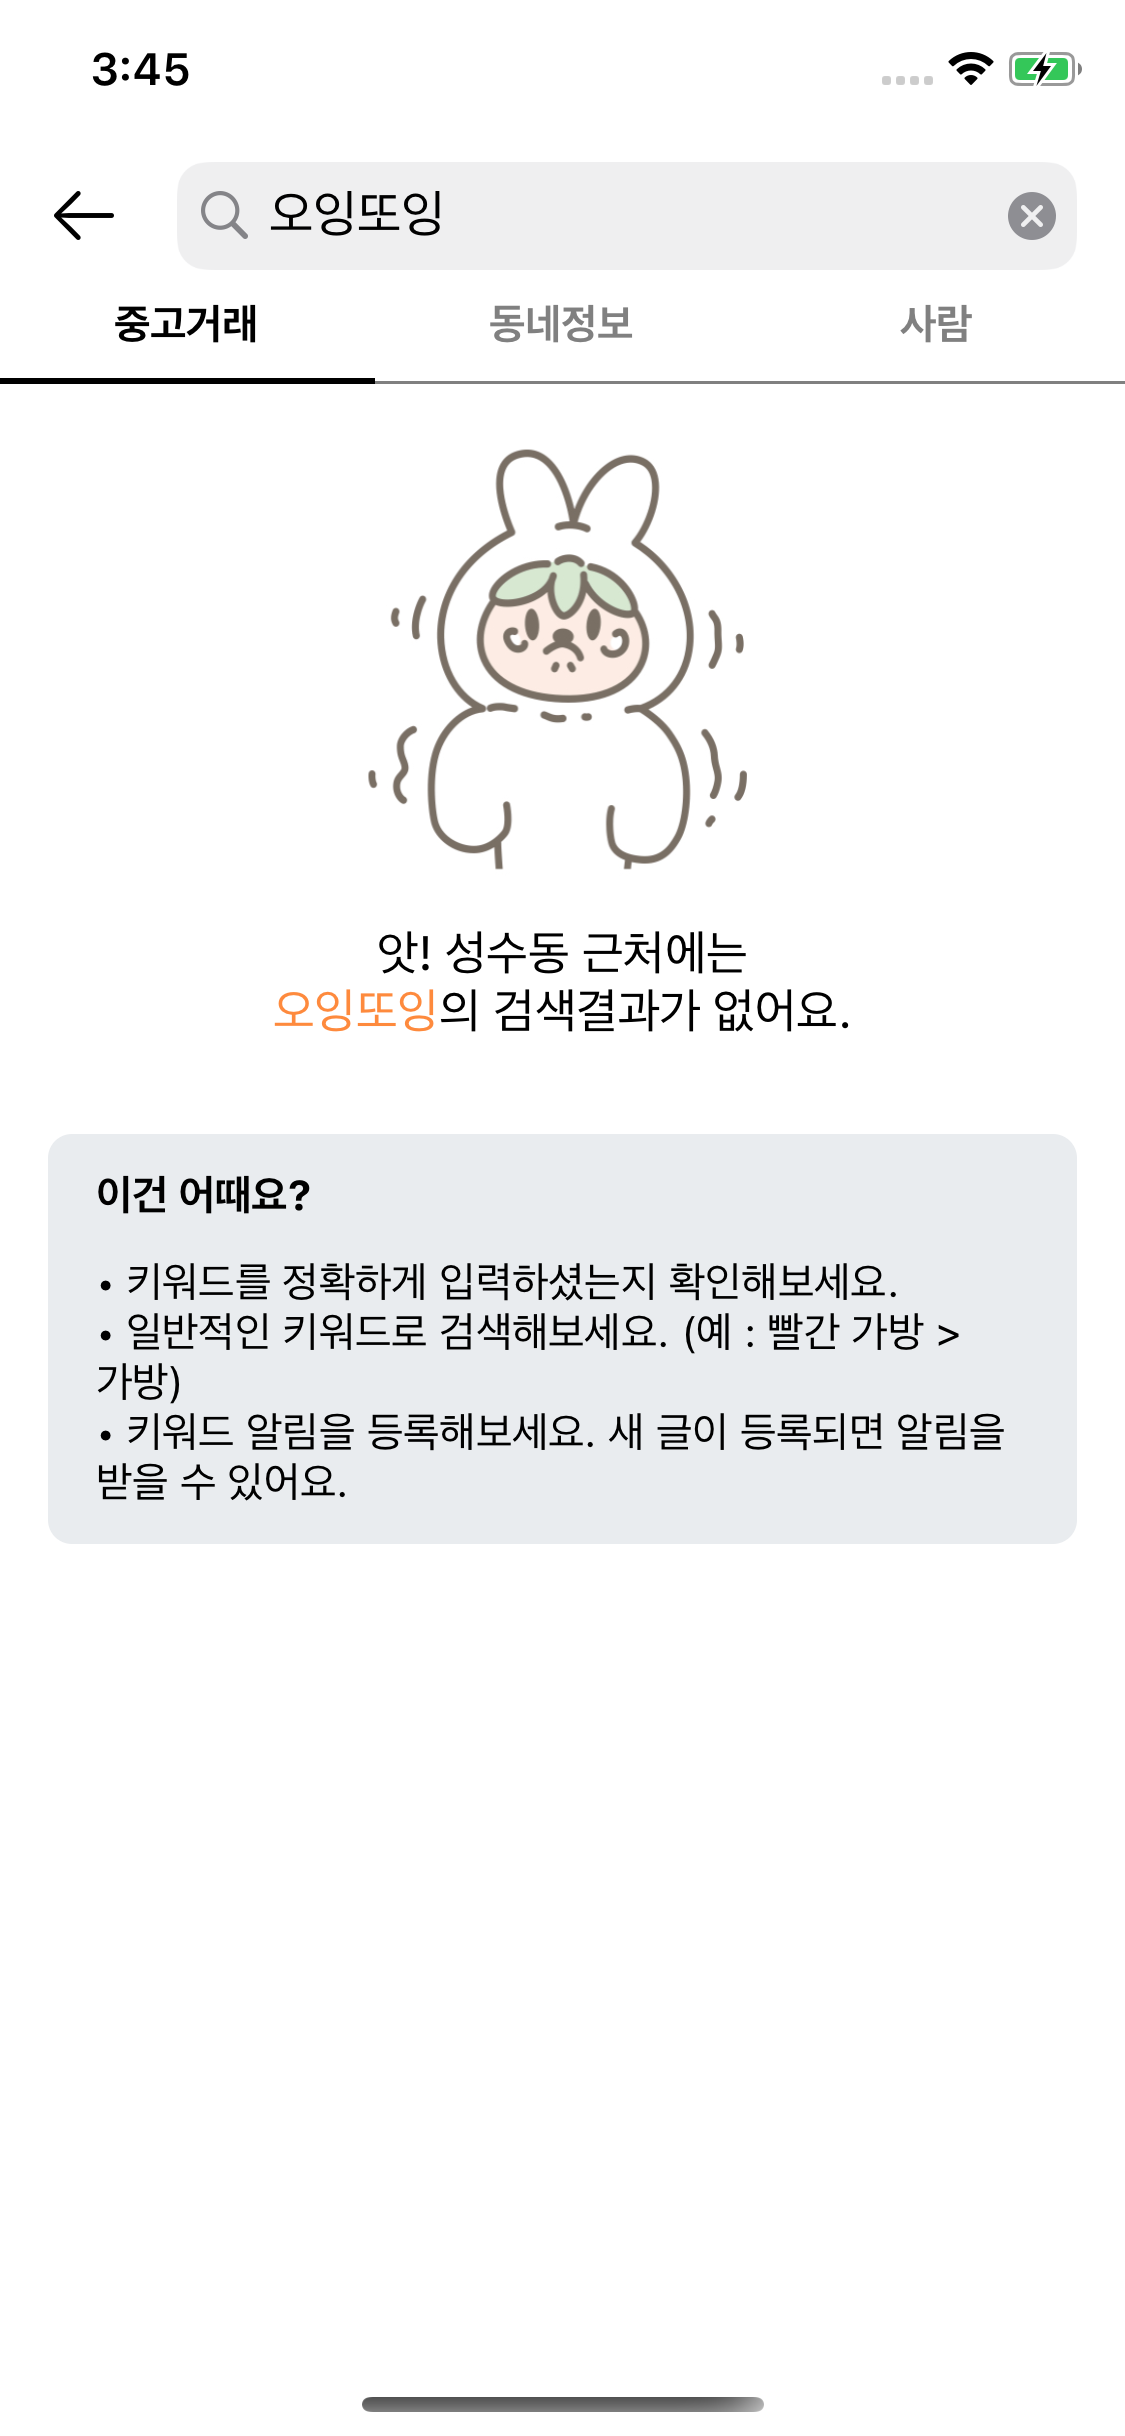 3:45
오잉또잉
중고거래 동네정보 사람
앗! 성수동 근처에는
오잉또잉의 검색결과가 없어요.
이건 어때요?
• 키워드를 정확하게 입력하셨는지 확인해보세요.
• 일반적인 키워드로 검색해보세요. (예 : 빨간 가방 >
가방)
• 키워드 알림을 등록해보세요. 새 글이 등록되면 알림을
받을 수 있어요.